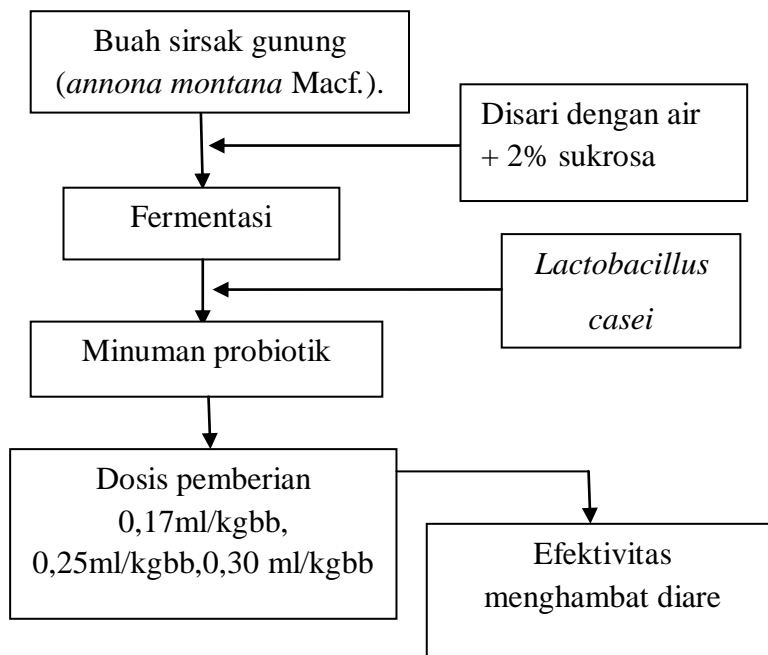 Buah sirsak gunung
(annona montana Macf.).
Disari dengan air
+ 2% sukrosa
Fermentasi
Lactobacillus
casei
Minuman probiotik
Dosis pemberian
0,17ml/kgbb,
0,25ml/kgbb,0,30 ml/kgbb
Efektivitas
menghambat diare